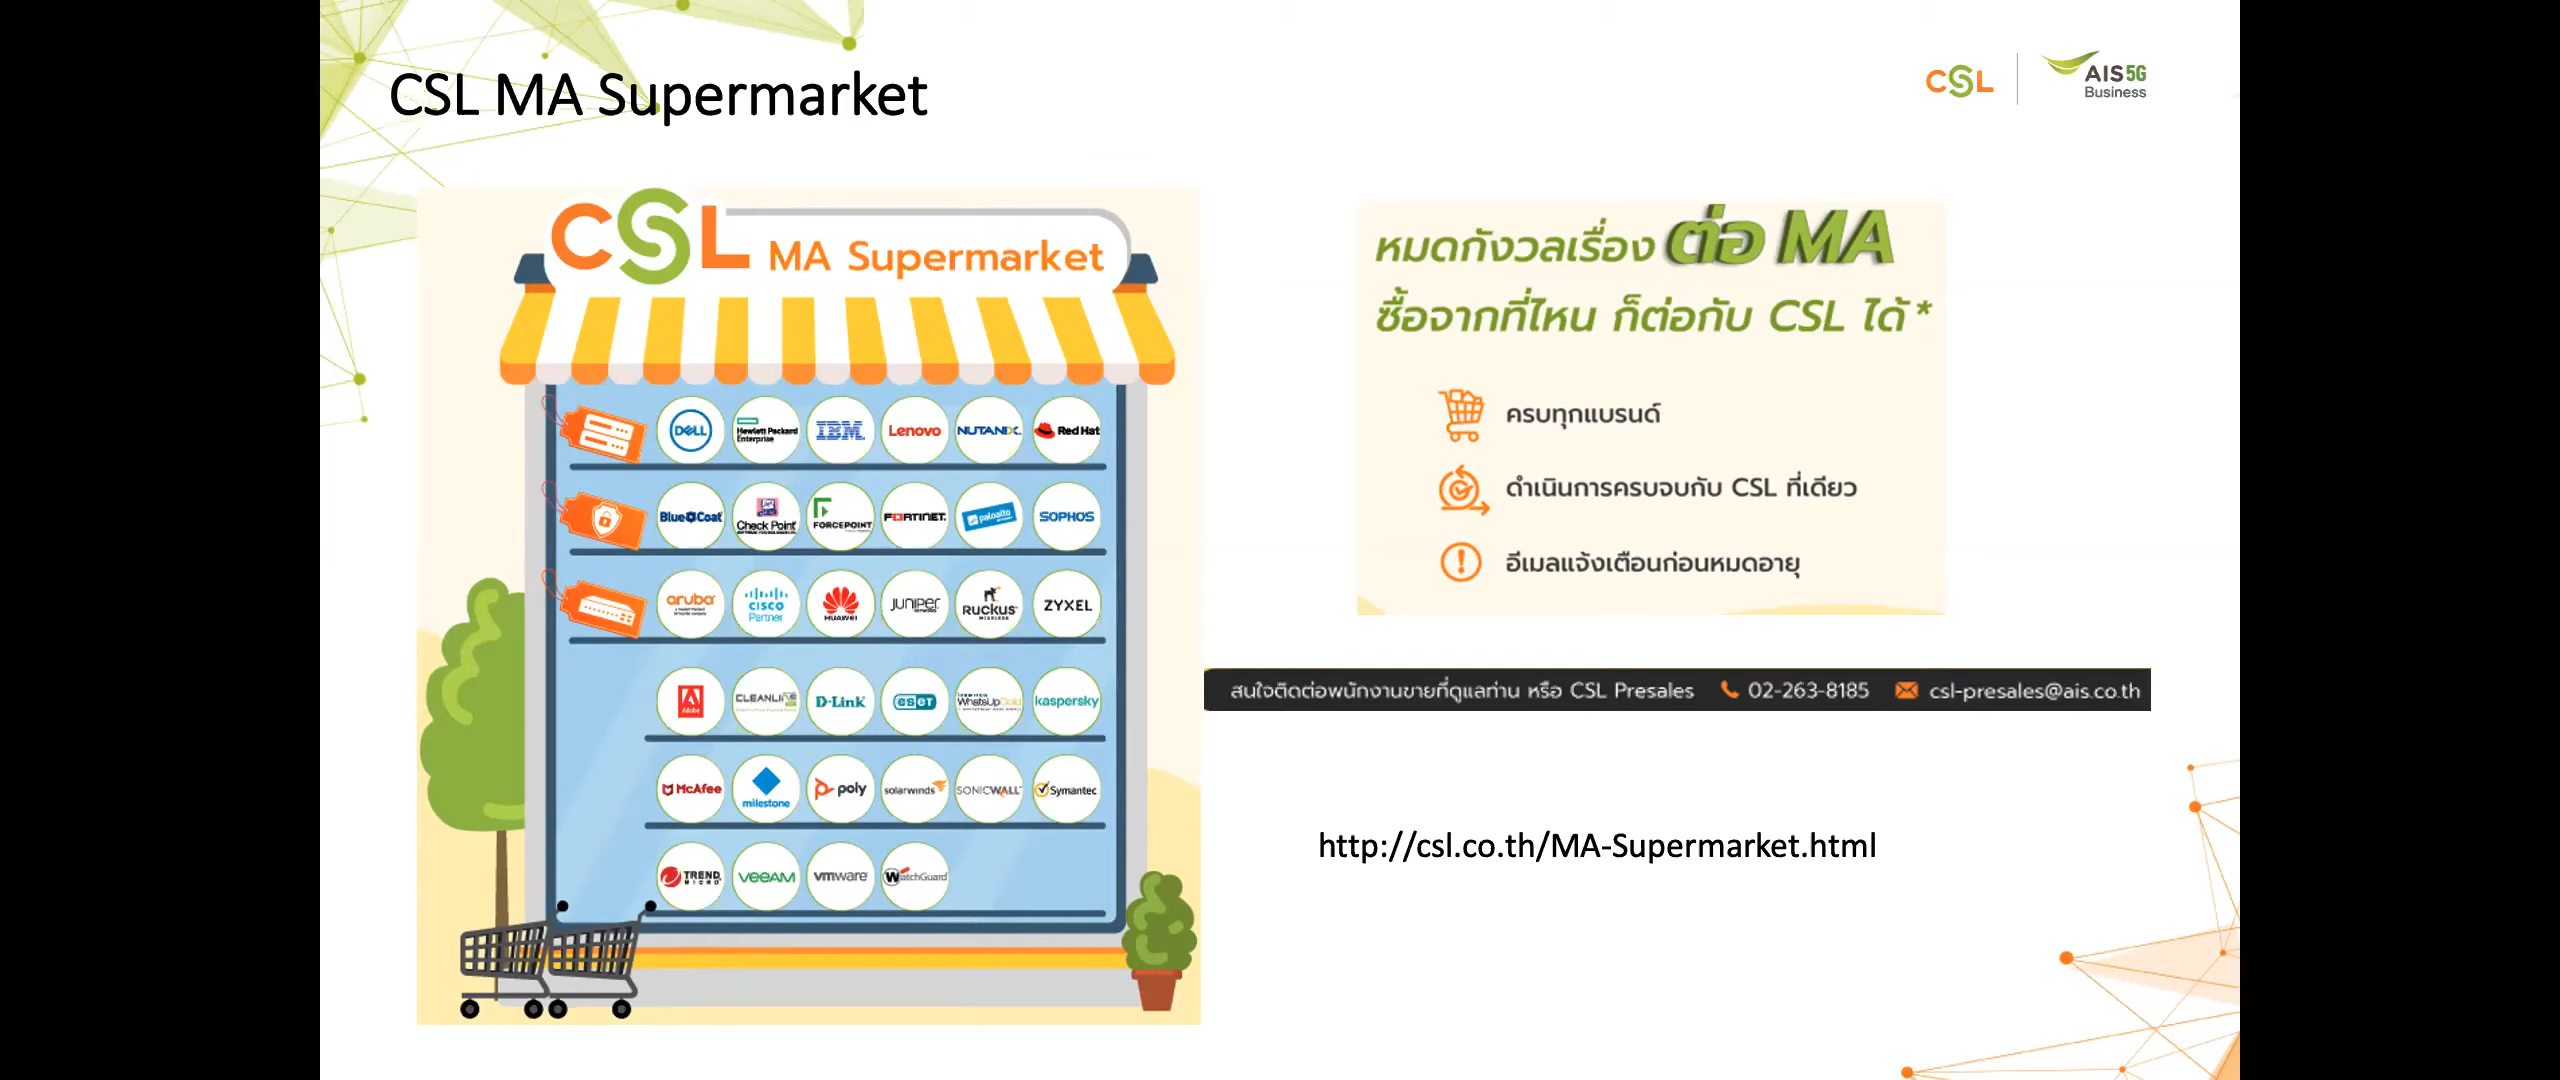 CSL MA Supermarket
CSL
AIS 5G
Business
CSL MA Supermarket
DELL
Hewlett Packard
Enterprise
IBM
Lenovo
NUTANIX
Red Hat
Blue Coat
Check Point
FORCEPOINT
FORTINET
paloalto
SOPHOS
aruba
CISCO
Partner
HUAWEI
JUNIPER
NETWORKS
RUCKUS
WIRELESS
ZYXEL
Adobe
CLEANLINE
D-Link
eset
WhatsUpGold
kaspersky
McAfee
milestone
poly
solarwinds
SONICWALL
Symantec
TREND
MICRO
veeAM
vmware
WatchGuard
หมดกังวลเรื่อง ต่อ MA
ซื้อจากที่ไหน ก็ต่อกับ CSL ได้*
ครบทุกแบรนด์
ดำเนินการครบจบกับ CSL ที่เดียว
อีเมลแจ้งเตือนก่อนหมดอายุ
สนใจติดต่อพนักงานขายที่ดูแลท่าน หรือ CSL Presales 02-263-8185 csl-presales@ais.co.th
http://csl.co.th/MA-Supermarket.html